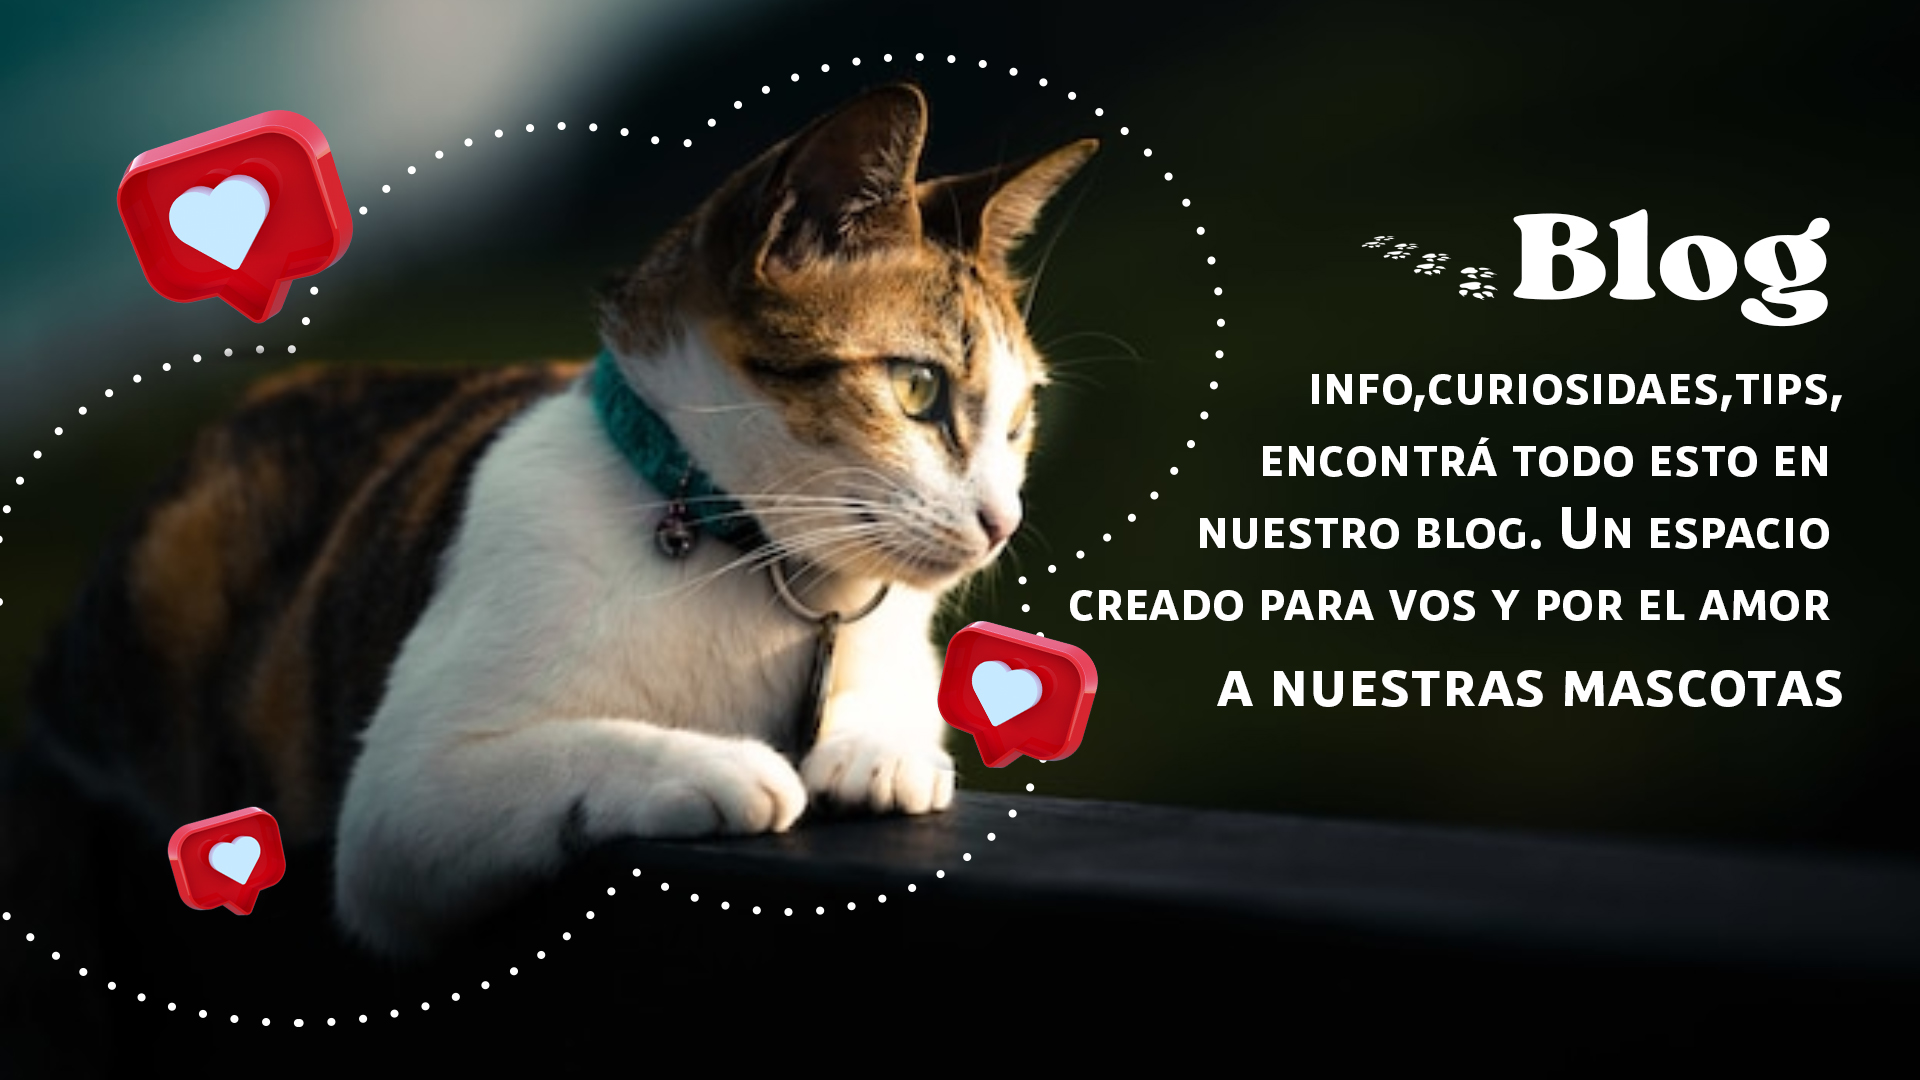 Blog
INFO,CURIOSIDAES,TIPS,
ENCONTRÁ TODO ESTO EN
NUESTRO BLOG. UN ESPACIO
CREADO PARA VOS Y POR EL AMOR
A NUESTRAS MASCOTAS